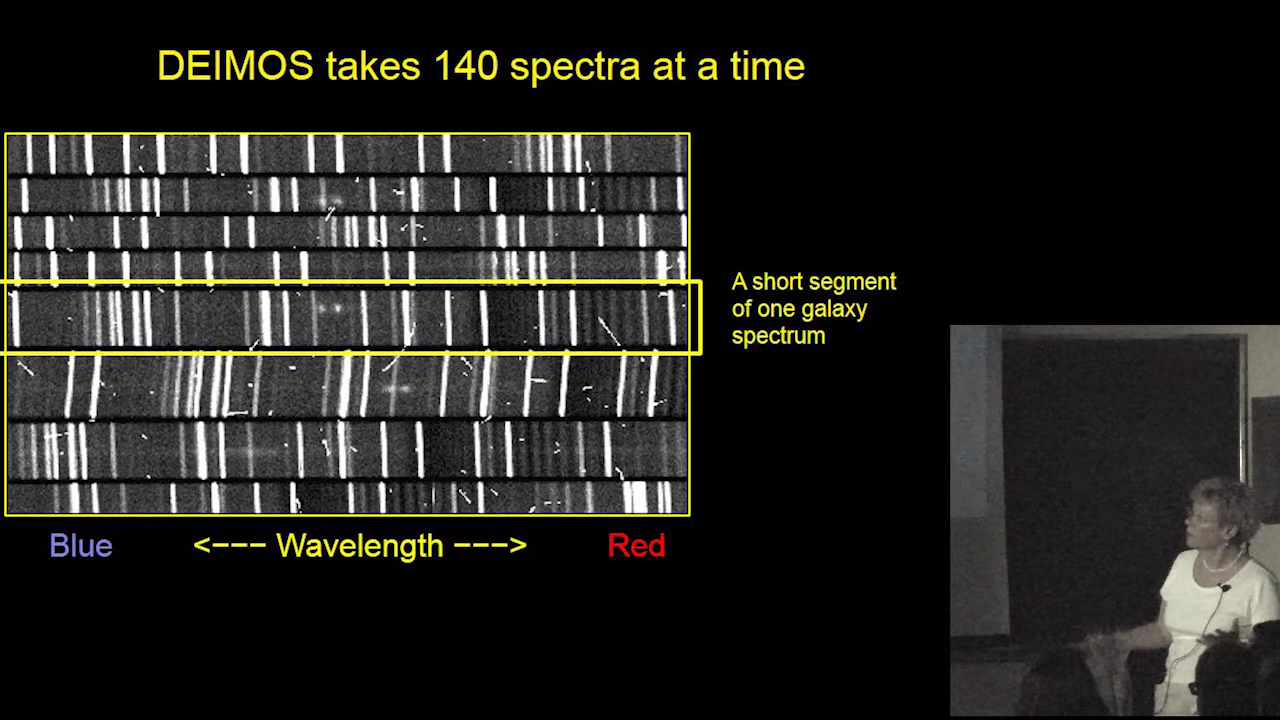 DEIMOS takes 140 spectra at a time
A short segment
of one galaxy
spectrum
Blue <--- Wavelength ---> Red